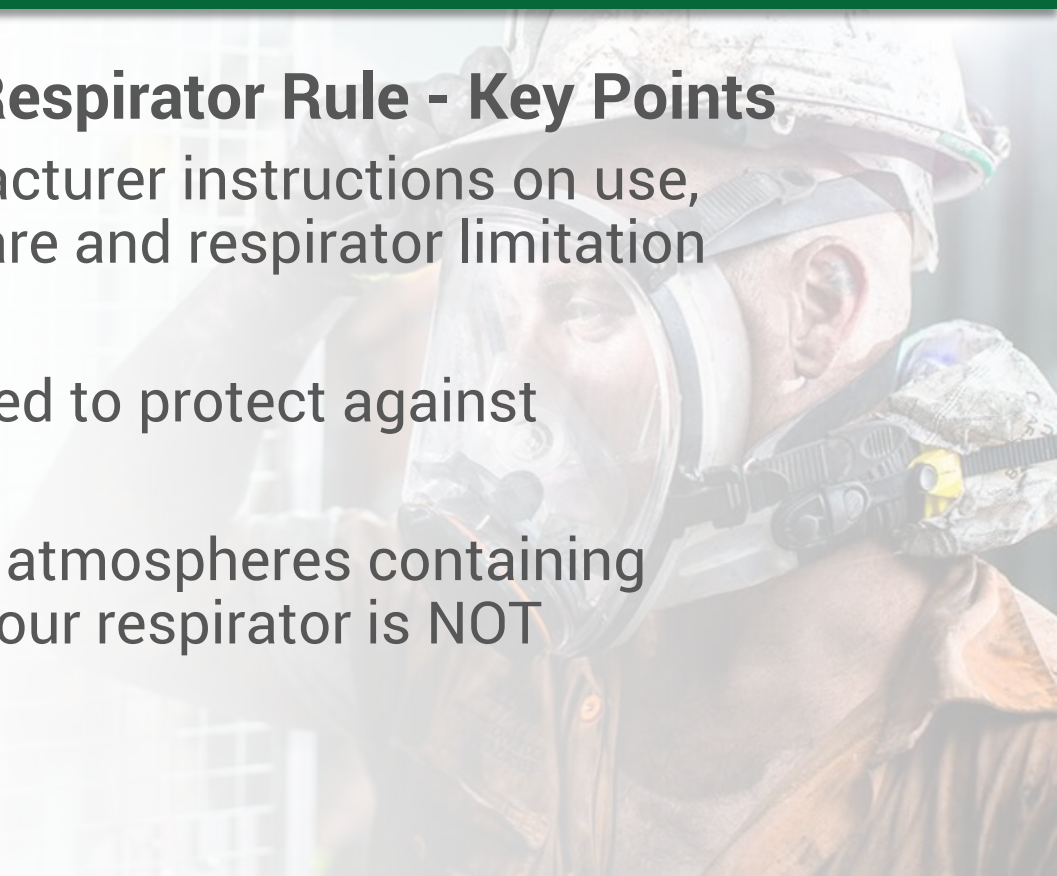 Respirator Rule - Key Points
acturer instructions on use,
are and respirator limitation
ed to protect against
atmospheres containing
our respirator is NOT